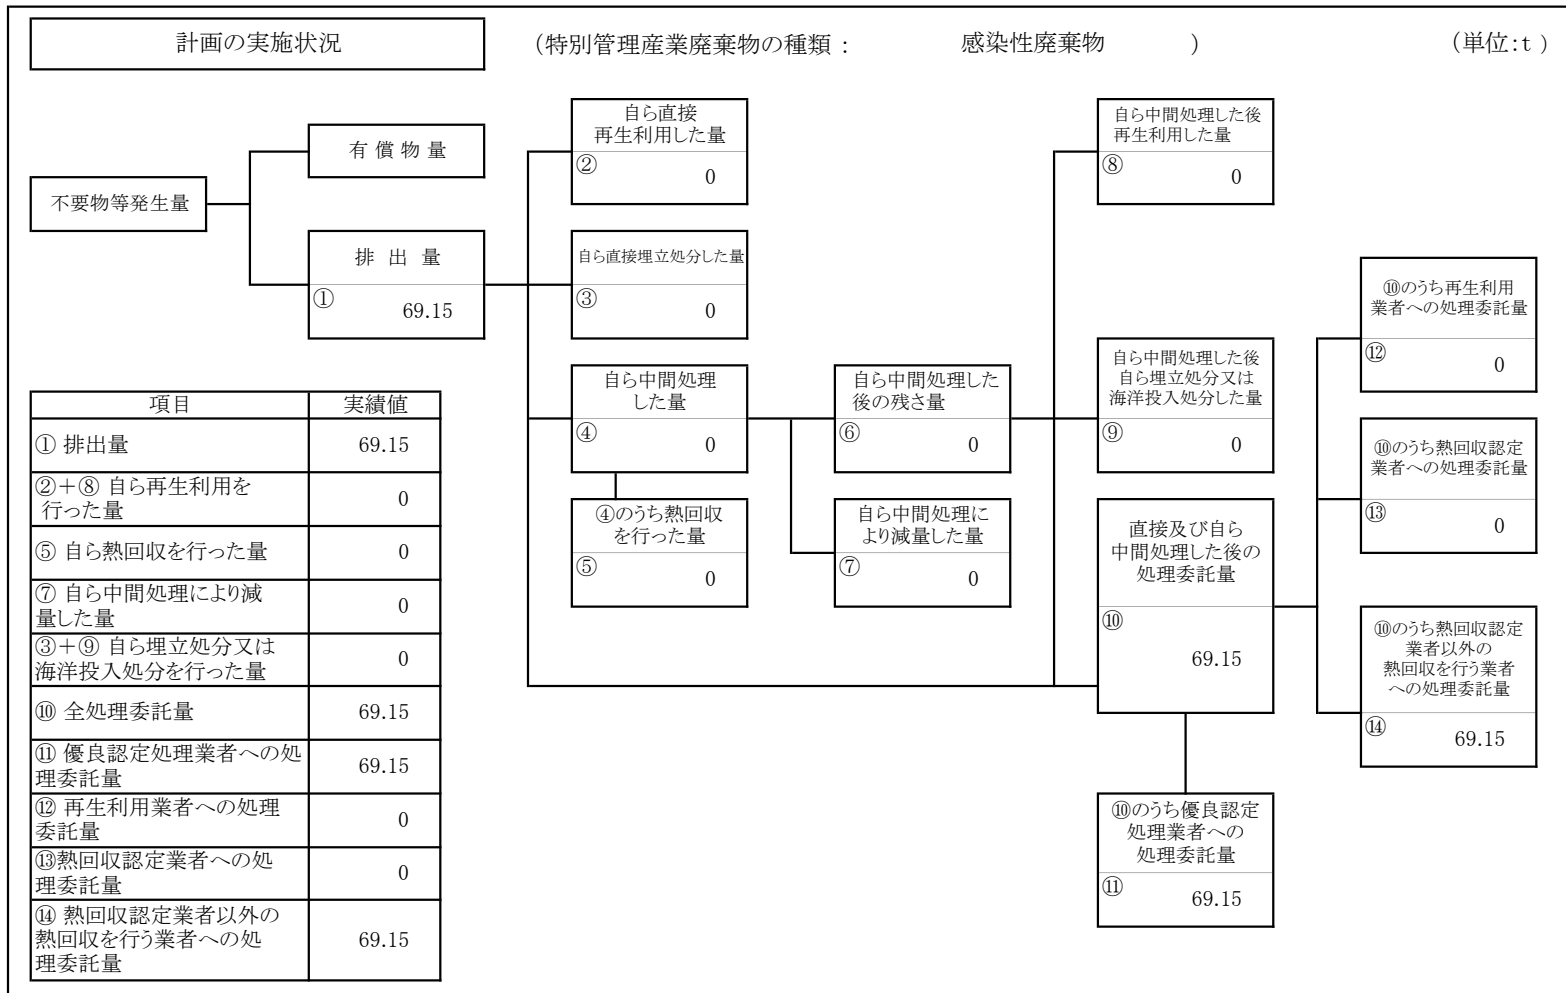 計画の実施状況
（特別管理産業廃棄物の種類： 感染性廃棄物 ）
（単位:t ）
不要物等発生量
有償物量
排出量
①
69.15
自ら直接
再生利用した量
②
0
自ら直接埋立処分した量
③
0
自ら中間処理
した量
④
0
④のうち熱回収
を行った量
⑤
0
自ら中間処理した
後の残さ量
⑥
0
自ら中間処理に
より減量した量
⑦
0
自ら中間処理した後
再生利用した量
⑧
0
自ら中間処理した後
自ら埋立処分又は
海洋投入処分した量
⑨
0
直接及び自ら
中間処理した後の
処理委託量
⑩
69.15
⑩のうち優良認定
処理業者への
処理委託量
⑪
69.15
⑩のうち再生利用
業者への処理委託量
⑫
0
⑩のうち熱回収認定
業者への処理委託量
⑬
0
⑩のうち熱回収認定
業者以外の
熱回収を行う業者
への処理委託量
⑭
69.15
項目 実績値
① 排出量 69.15
②＋⑧ 自ら再生利用を
行った量 0
⑤ 自ら熱回収を行った量 0
⑦ 自ら中間処理により減
量した量 0
③＋⑨ 自ら埋立処分又は
海洋投入処分を行った量 0
⑩ 全処理委託量 69.15
⑪ 優良認定処理業者への処
理委託量 69.15
⑫ 再生利用業者への処理
委託量 0
⑬熱回収認定業者への処
理委託量 0
⑭ 熱回収認定業者以外の
熱回収を行う業者への処
理委託量 69.15